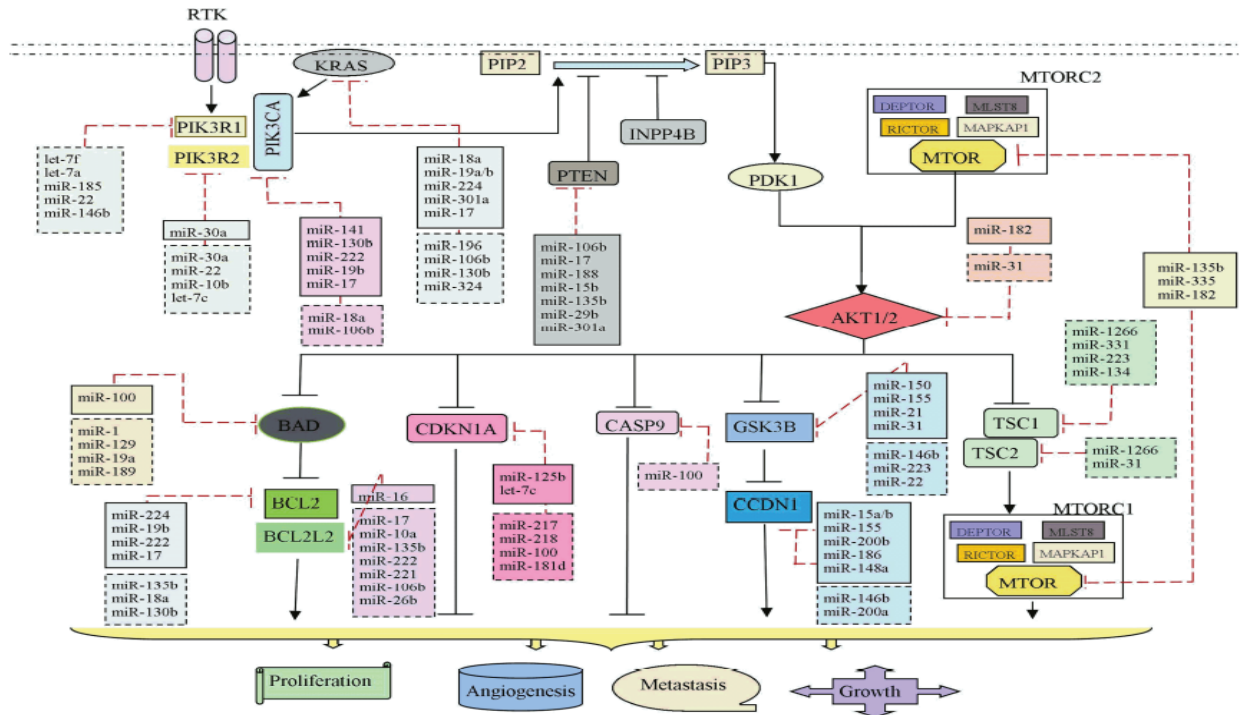 RTK
KRAS
PIP2
PIP3
MTORC2
DEPTOR
MLST8
RICTOR
MAPKAP1
MTOR
PIK3R1
PIK3R2
PIK3CA
INPP4B
PTEN
PDK1
let-7f
let-7a
miR-185
miR-22
miR-146b
miR-30a
miR-30a
miR-22
miR-10b
let-7c
miR-141
miR-130b
miR-222
miR-19b
miR-17
miR-18a
miR-106b
miR-18a
miR-19a/b
miR-224
miR-301a
miR-17
miR-196
miR-106b
miR-130b
miR-324
miR-106b
miR-17
miR-188
miR-15b
miR-135b
miR-29b
miR-301a
miR-182
miR-31
miR-135b
miR-335
miR-182
AKT1/2
miR-1266
miR-331
miR-223
miR-134
miR-100
miR-1
miR-129
miR-19a
miR-189
BAD
CDKN1A
CASP9
GSK3B
TSC1
TSC2
miR-150
miR-155
miR-21
miR-31
miR-146b
miR-223
miR-22
miR-1266
miR-31
miR-100
miR-125b
let-7c
miR-217
miR-218
miR-100
miR-181d
BCL2
BCL2L2
miR-16
miR-17
miR-10a
miR-135b
miR-222
miR-221
miR-106b
miR-26b
miR-224
miR-19b
miR-222
miR-17
miR-135b
miR-18a
miR-130b
CCDN1
miR-15a/b
miR-155
miR-200b
miR-186
miR-148a
miR-146b
miR-200a
MTORC1
DEPTOR
MLST8
RICTOR
MAPKAP1
MTOR
Proliferation
Angiogenesis
Metastasis
Growth